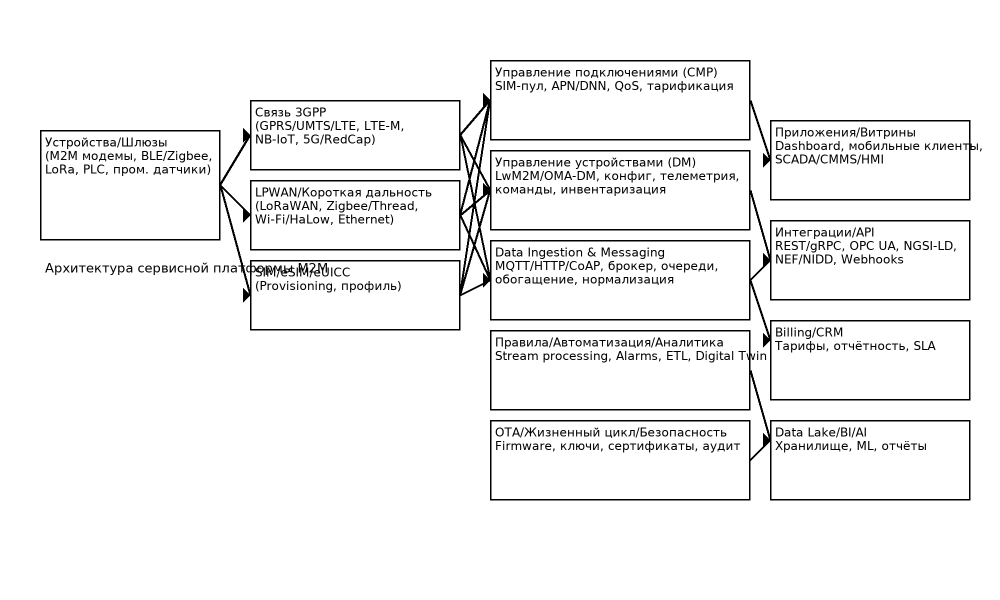 Устройства/Шлюзы
(M2M модемы, BLE/Zigbee,
LoRa, PLC, пром. датчики)
Архитектура сервисной платформы M2M
Связь 3GPP
(GPRS/UMTS/LTE, LTE-M,
NB-IoT, 5G/RedCap)
LPWAN/Короткая дальность
(LoRaWAN, Zigbee/Thread,
Wi-Fi/HaLow, Ethernet)
SIM/eSIM/eUICC
(Provisioning, профиль)
Управление подключениями (CMP)
SIM-пул, APN/DNN, QoS, тарификация
Управление устройствами (DM)
LwM2M/OMA-DM, конфиг, телеметрия,
команды, инвентаризация
Data Ingestion & Messaging
MQTT/HTTP/CoAP, брокер, очереди,
обогащение, нормализация
Правила/Автоматизация/Аналитика
Stream processing, Alarms, ETL, Digital Twin
OTA/Жизненный цикл/Безопасность
Firmware, ключи, сертификаты, аудит
Приложения/Витрины
Dashboard, мобильные клиенты,
SCADA/CMMS/HMI
Интеграции/API
REST/gRPC, OPC UA, NGSI-LD,
NEF/NIDD, Webhooks
Billing/CRM
Тарифы, отчётность, SLA
Data Lake/BI/AI
Хранилище, ML, отчёты